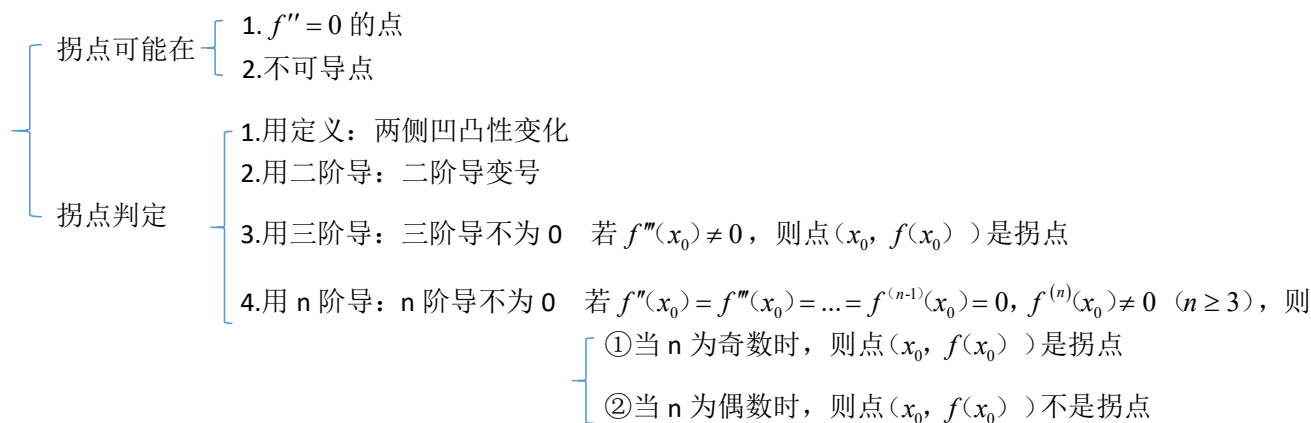 1. f″ = 0 的点
拐点可能在
2.不可导点
1.用定义：两侧凹凸性变化
2.用二阶导：二阶导变号
拐点判定
3.用三阶导：三阶导不为 0 若 f‴(x₀) ≠ 0，则点(x₀, f(x₀) )是拐点
4.用 n 阶导：n 阶导不为 0 若 f″(x₀) = f‴(x₀) = ... = f⁽ⁿ⁻¹⁾(x₀) = 0, f⁽ⁿ⁾(x₀) ≠ 0 (n ≥ 3)，则
①当 n 为奇数时，则点(x₀, f(x₀) )是拐点
②当 n 为偶数时，则点(x₀, f(x₀) )不是拐点